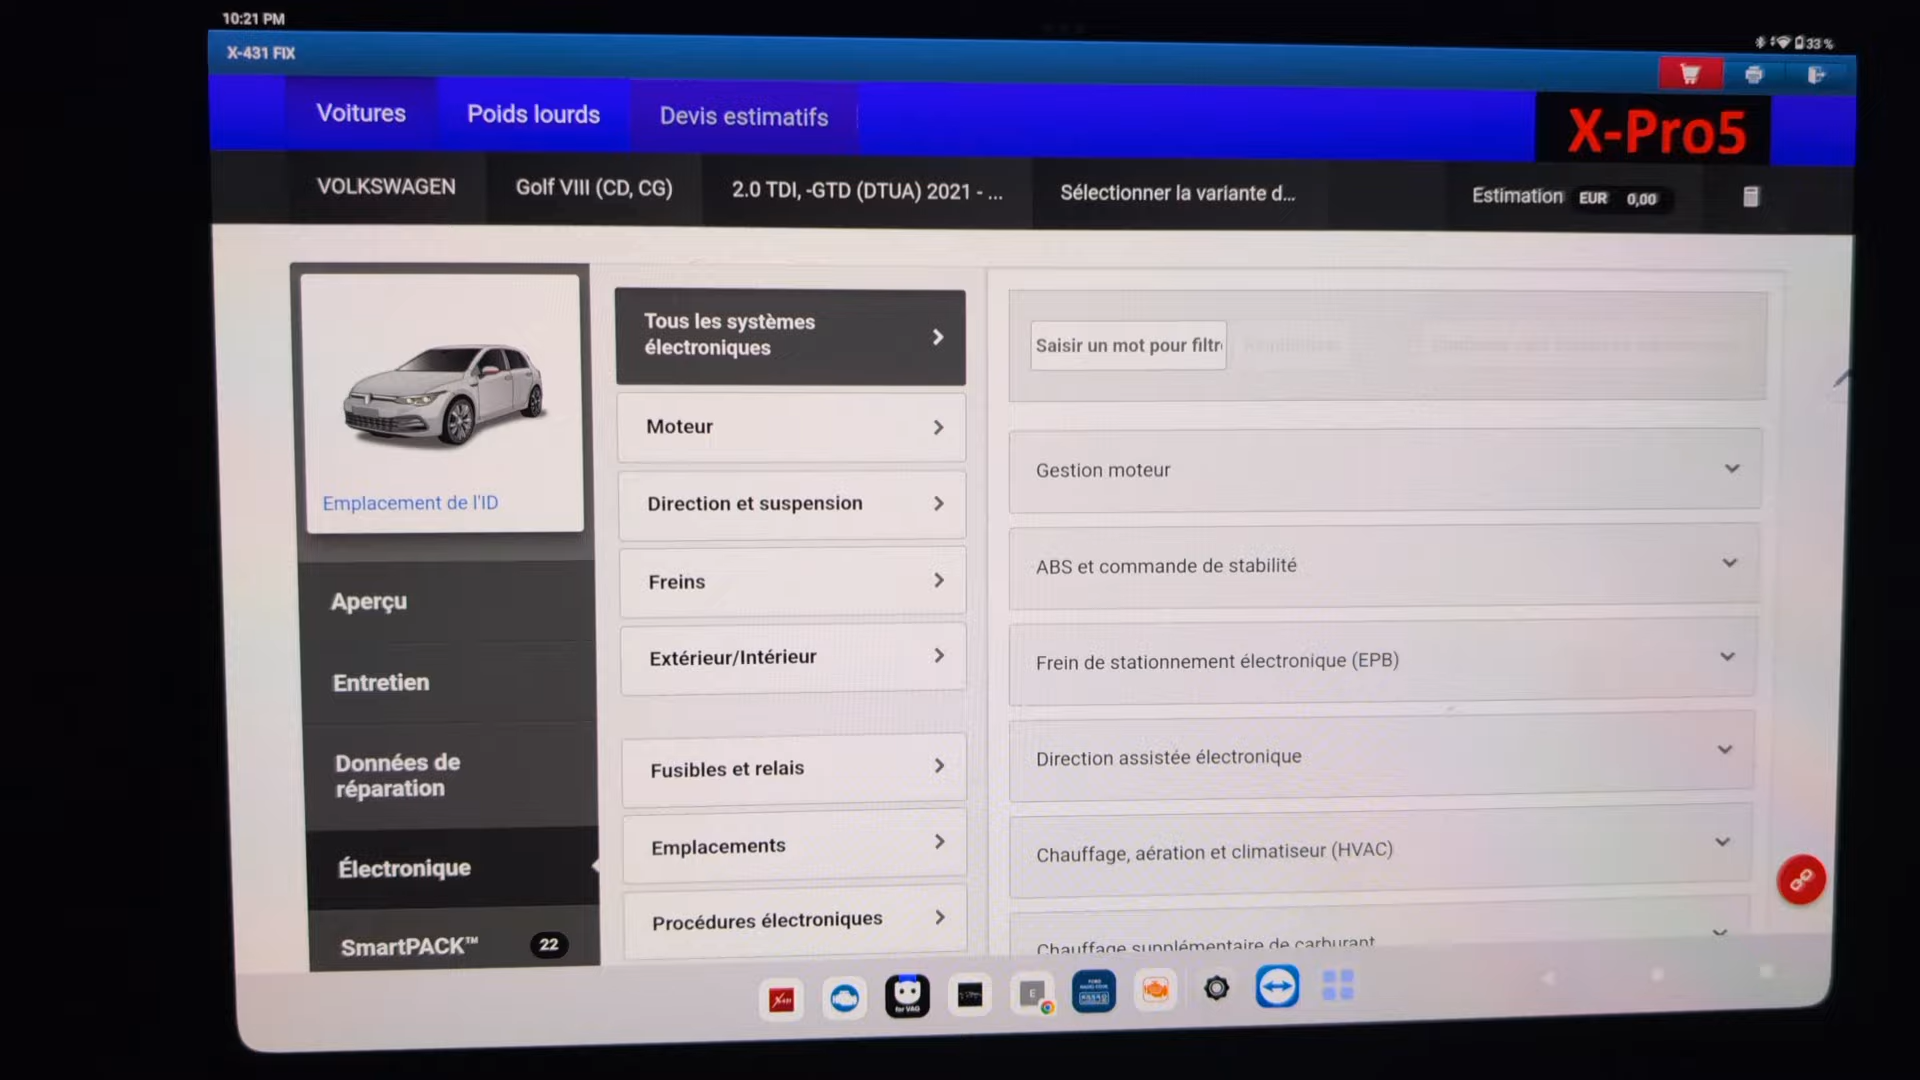 10:21 PM
33 %
X-431 FIX
Voitures
Poids lourds
Devis estimatifs
X-Pro5
VOLKSWAGEN
Golf VIII (CD, CG)
2.0 TDI, -GTD (DTUA) 2021 - ...
Sélectionner la variante d...
Estimation
EUR
0,00
Emplacement de l'ID
Aperçu
Entretien
Données de
réparation
Électronique
SmartPACK™
22
Tous les systèmes
électroniques
Moteur
Direction et suspension
Freins
Extérieur/Intérieur
Fusibles et relais
Emplacements
Procédures électroniques
Saisir un mot pour filtr
Gestion moteur
ABS et commande de stabilité
Frein de stationnement électronique (EPB)
Direction assistée électronique
Chauffage, aération et climatiseur (HVAC)
Chauffage supplémentaire de carburant
for VAG
E